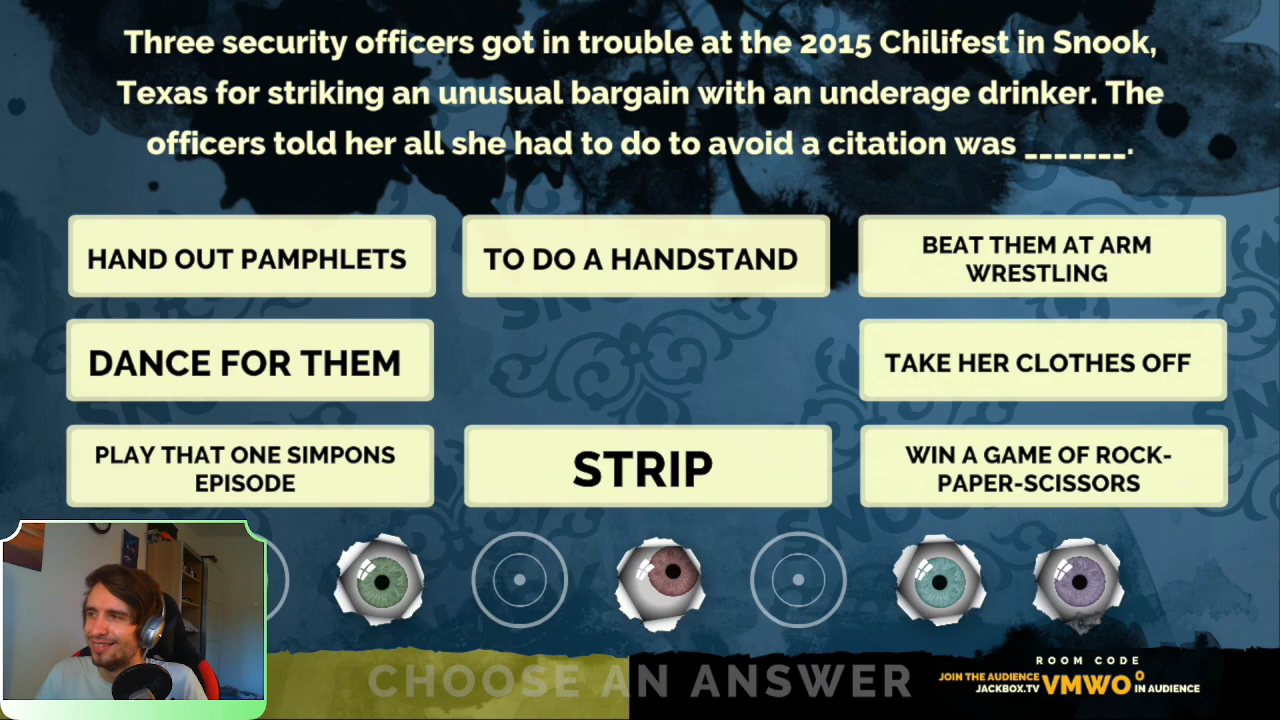 Three security officers got in trouble at the 2015 Chilifest in Snook,
Texas for striking an unusual bargain with an underage drinker. The
officers told her all she had to do to avoid a citation was _______.
HAND OUT PAMPHLETS
TO DO A HANDSTAND
BEAT THEM AT ARM
WRESTLING
DANCE FOR THEM
TAKE HER CLOTHES OFF
PLAY THAT ONE SIMPONS
EPISODE
STRIP
WIN A GAME OF ROCK-
PAPER-SCISSORS
CHOOSE AN ANSWER
ROOM CODE
JOIN THE AUDIENCE
JACKBOX.TV
VMWO
0
IN AUDIENCE